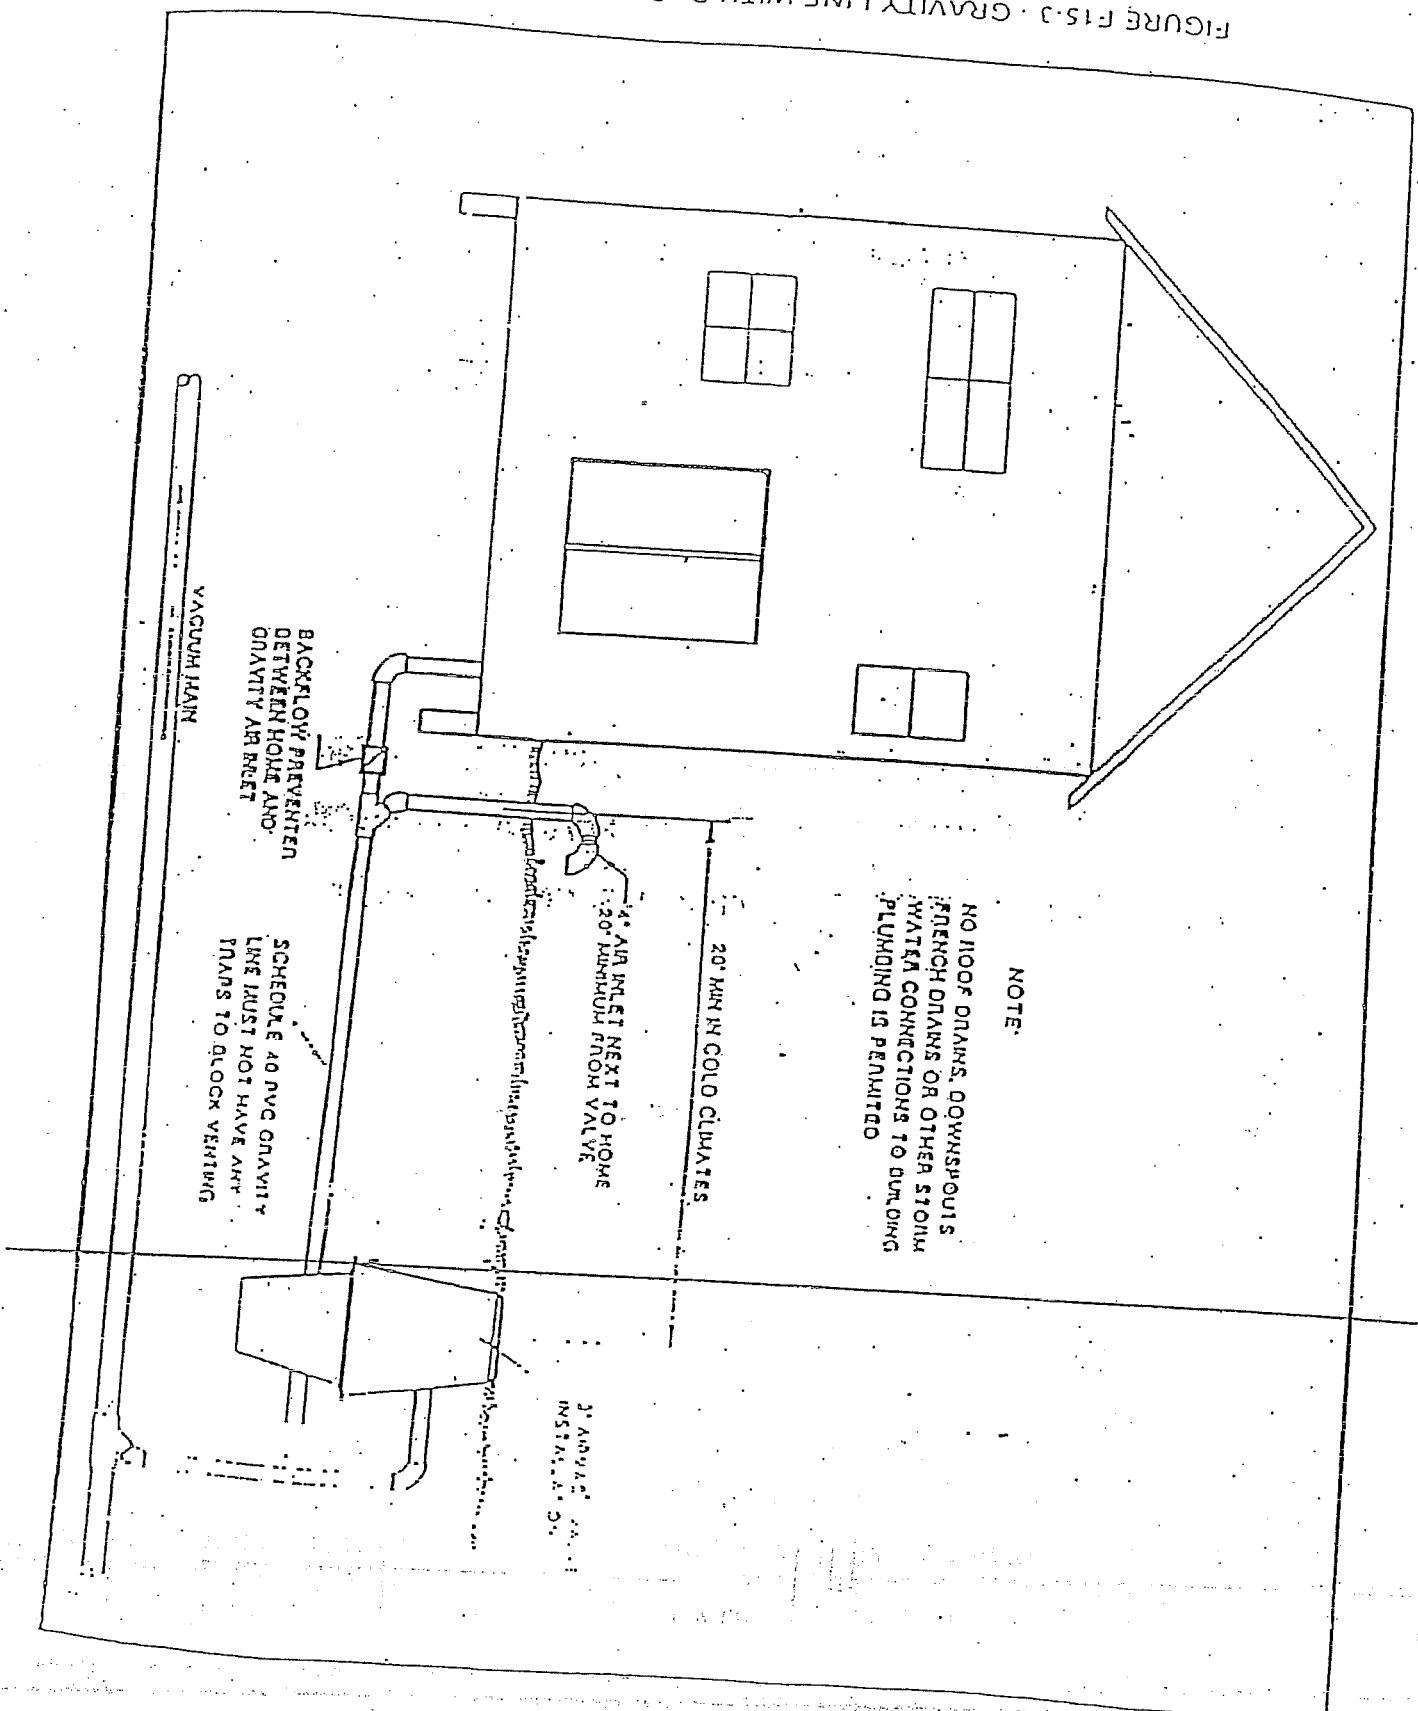 FIGURE F15-3 - GRAVITY LINE WITH
NOTE:
NO ROOF DRAINS, DOWNSPOUTS
FRENCH DRAINS OR OTHER STORM
WATER CONNECTIONS TO BUILDING
PLUMBING IS PERMITED
20' MIN IN COLD CLIMATES
4" AIR INLET NEXT TO HOME
20' MINIMUM FROM VALVE
BACKFLOW PREVENTER
BETWEEN HOME AND
GRAVITY AIR INLET
SCHEDULE 40 PVC GRAVITY
LINE MUST NOT HAVE ANY
TRAPS TO BLOCK VENTING
VACUUM MAIN
3"